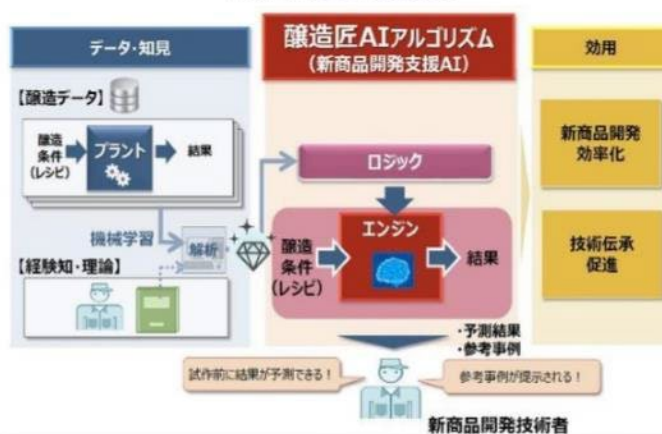 データ・知見
【醸造データ】
醸造
条件
(レシピ)
プラント
結果
機械学習
解析
【経験知・理論】
醸造匠AIアルゴリズム
(新商品開発支援AI)
ロジック
醸造
条件
(レシピ)
エンジン
結果
・予測結果
・参考事例
試作前に結果が予測できる！
参考事例が提示される！
新商品開発技術者
効用
新商品開発
効率化
技術伝承
促進